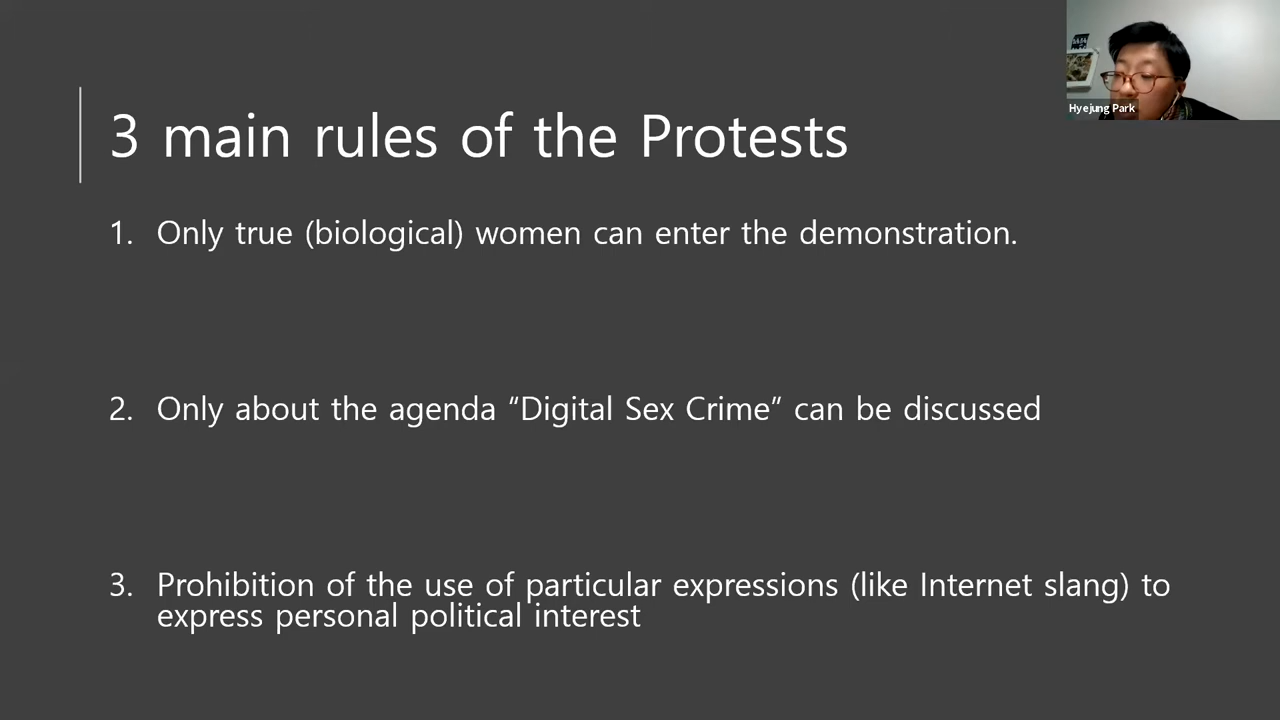 3 main rules of the Protests
Hyejung Park
1. Only true (biological) women can enter the demonstration.
2. Only about the agenda “Digital Sex Crime” can be discussed
3. Prohibition of the use of particular expressions (like Internet slang) to
express personal political interest